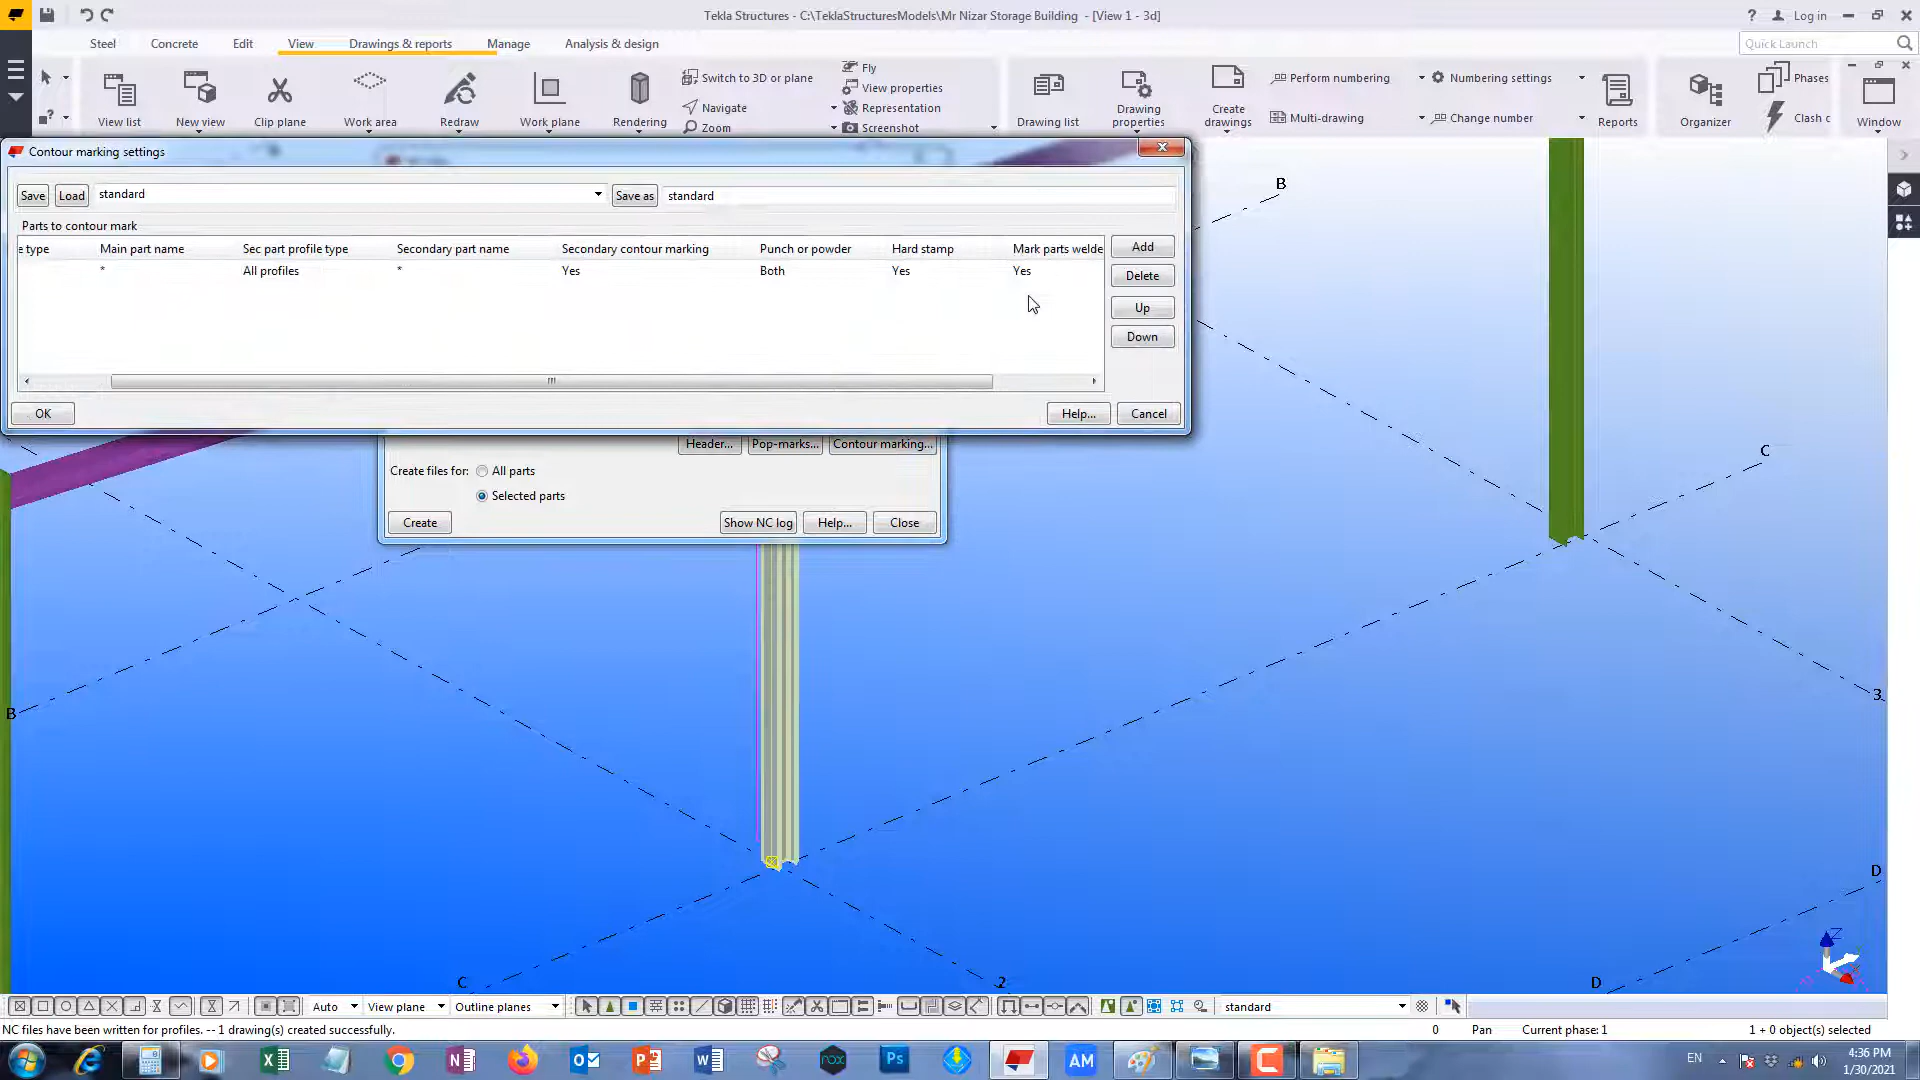 Tekla Structures - C:\TeklaStructuresModels\Mr Nizar Storage Building - [View 1 - 3d]
? Log in
Steel Concrete Edit View Drawings & reports Manage Analysis & design
Quick Launch
View list
New view
Clip plane
Work area
Redraw
Work plane
Rendering
Switch to 3D or plane
Navigate
Zoom
Fly
View properties
Representation
Screenshot
Drawing list
Drawing properties
Create drawings
Perform numbering
Numbering settings
Multi-drawing
Change number
Reports
Organizer
Phases
Clash c
Window
Contour marking settings
Save Load standard Save as standard
Parts to contour mark
e type Main part name Sec part profile type Secondary part name Secondary contour marking Punch or powder Hard stamp Mark parts welde
* All profiles * Yes Both Yes Yes
Add
Delete
Up
Down
OK Help... Cancel
Header... Pop-marks... Contour marking...
Create files for: All parts
Selected parts
Create Show NC log Help... Close
B
C
B
3
D
C
2
D
Z
Auto View plane Outline planes standard
NC files have been written for profiles. -- 1 drawing(s) created successfully. 0 Pan Current phase: 1 1 + 0 object(s) selected
EN
4:36 PM
1/30/2021
nox
Ps
AM